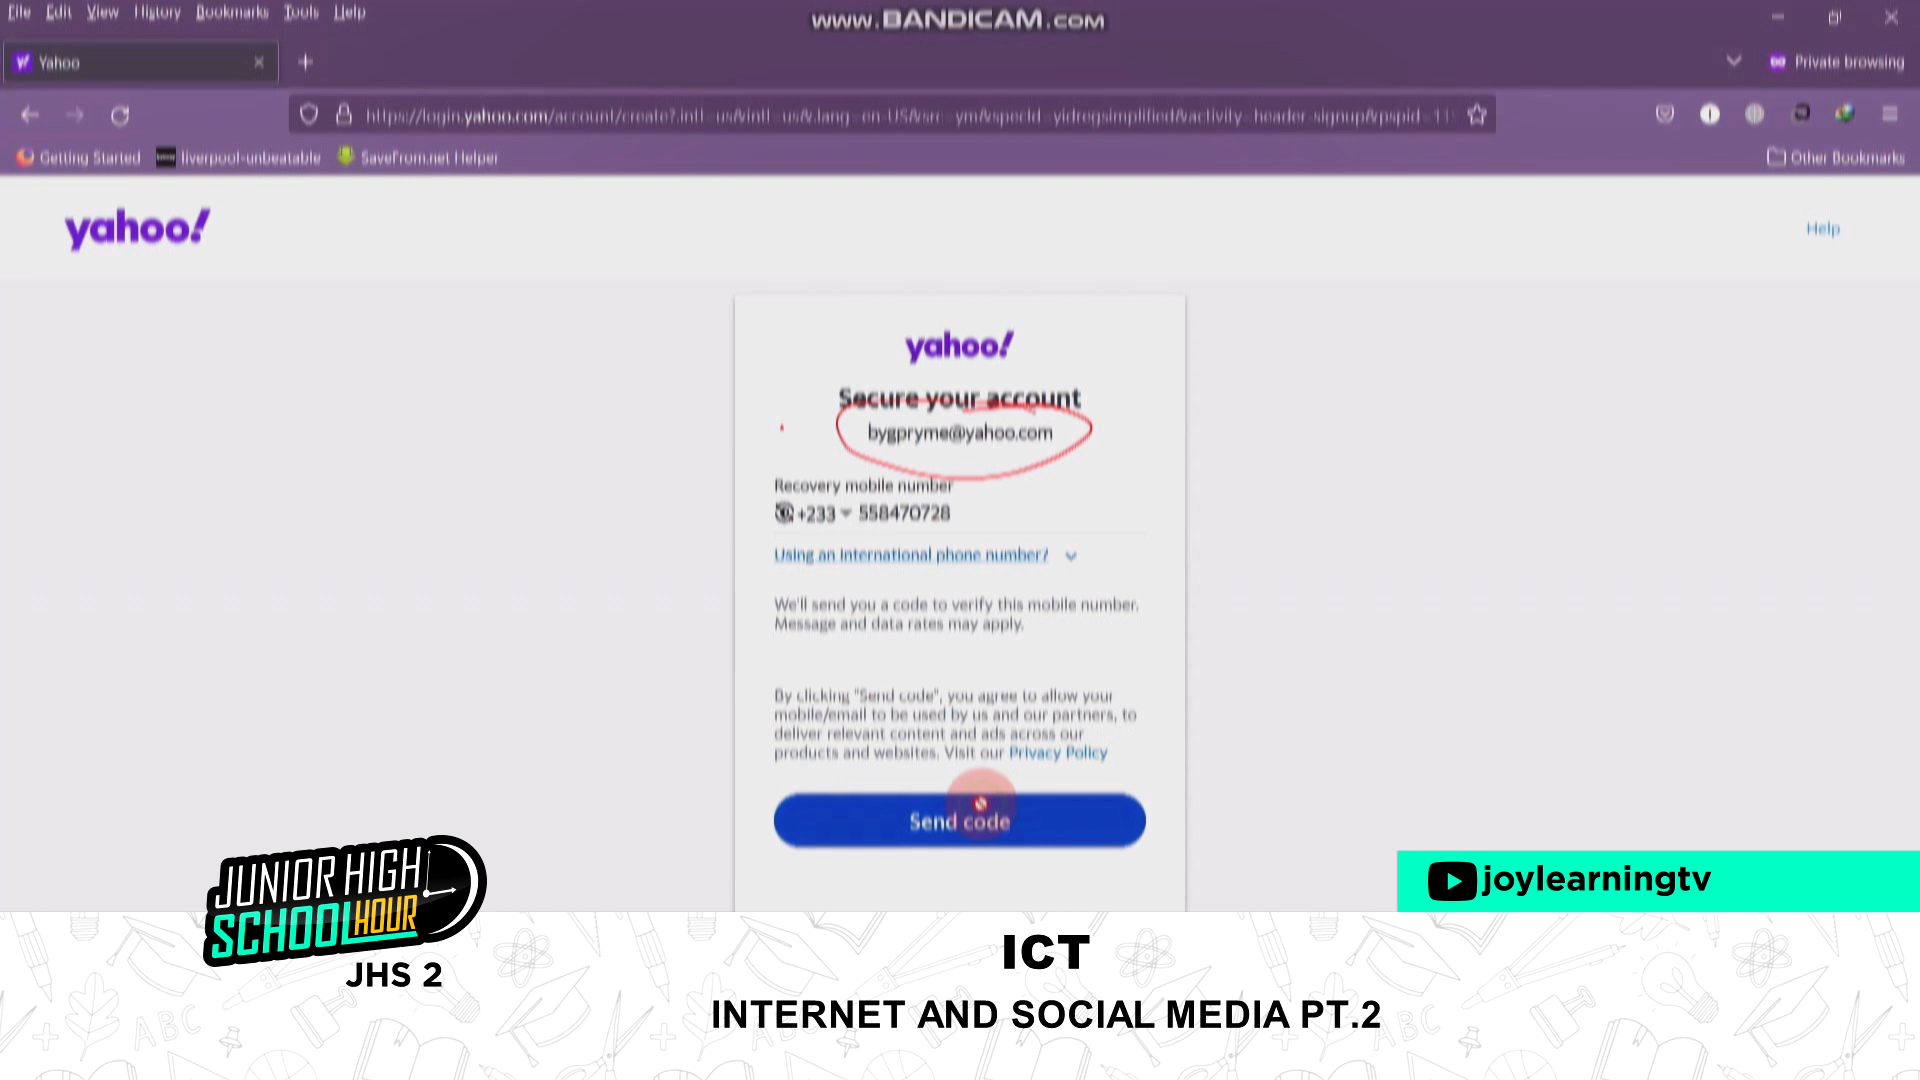 File Edit View History Bookmarks Tools Help
www.BANDICAM.com
Yahoo
Private browsing
Getting Started
liverpool-unbeatable
SaveFrom.net Helper
Other Bookmarks
yahoo!
Help
yahoo!
Secure your account
bygpryme@yahoo.com
Recovery mobile number
+233 558470728
Using an international phone number?
We'll send you a code to verify this mobile number.
Message and data rates may apply.
By clicking "Send code", you agree to allow your
mobile/email to be used by us and our partners, to
deliver relevant content and ads across our
products and websites. Visit our Privacy Policy
Send code
JUNIOR HIGH
SCHOOL HOUR
JHS 2
joylearningtv
ICT
INTERNET AND SOCIAL MEDIA PT.2